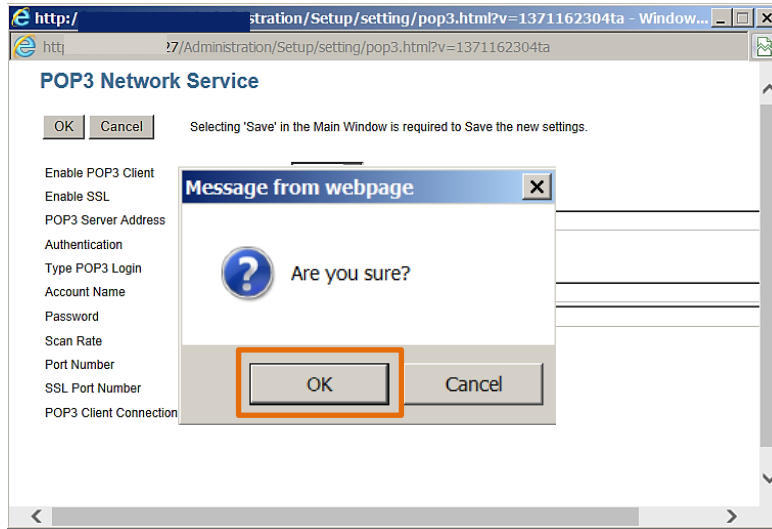 http:/ stration/Setup/setting/pop3.html?v=1371162304ta - Window...
htt 27/Administration/Setup/setting/pop3.html?v=1371162304ta
POP3 Network Service
OK Cancel Selecting 'Save' in the Main Window is required to Save the new settings.
Enable POP3 Client
Enable SSL
POP3 Server Address
Authentication
Type POP3 Login
Account Name
Password
Scan Rate
Port Number
SSL Port Number
POP3 Client Connection
Message from webpage
Are you sure?
OK Cancel